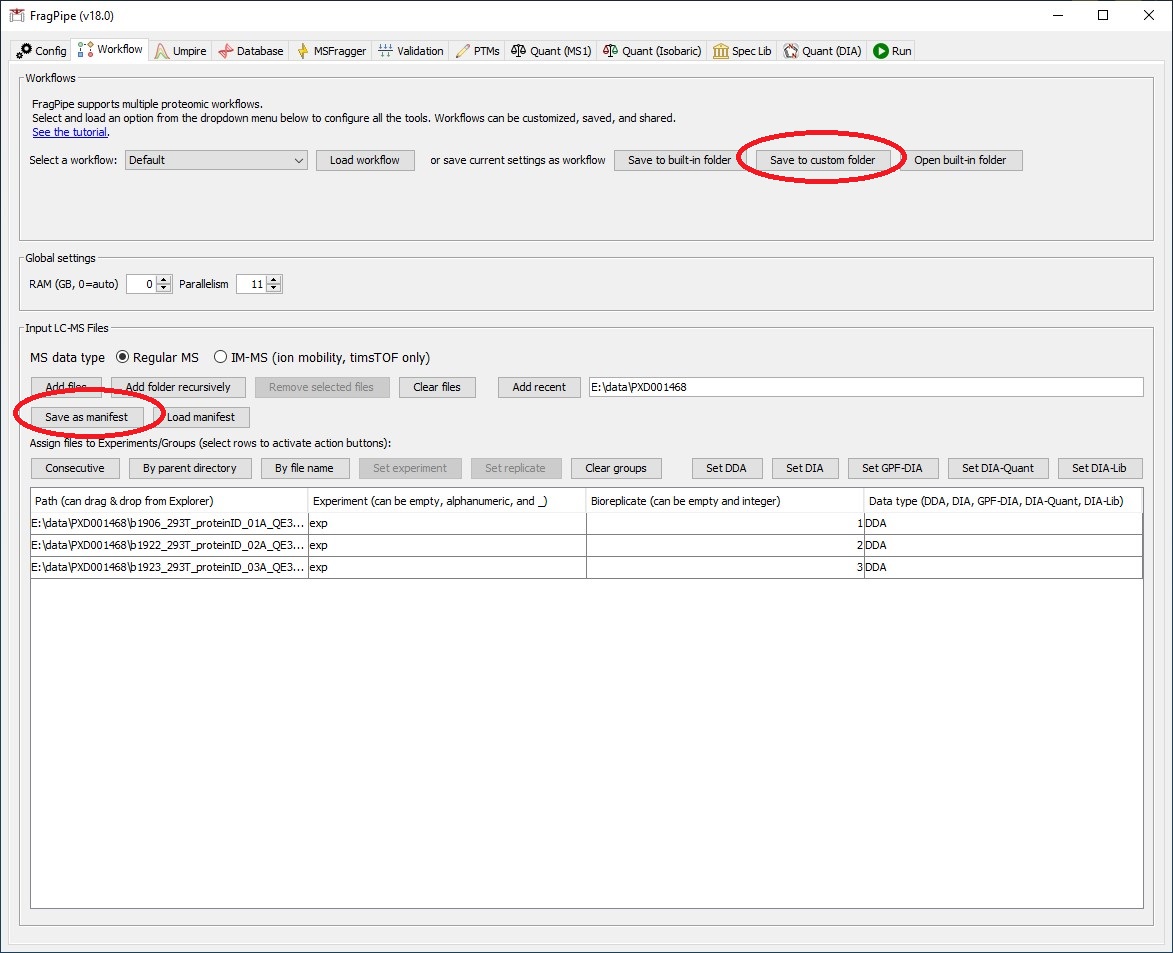 FragPipe (v18.0)
Config Workflow Umpire Database MSFragger Validation PTMs Quant (MS1) Quant (Isobaric) Spec Lib Quant (DIA) Run
Workflows
FragPipe supports multiple proteomic workflows.
Select and load an option from the dropdown menu below to configure all the tools. Workflows can be customized, saved, and shared.
See the tutorial.
Select a workflow: Default Load workflow or save current settings as workflow Save to built-in folder Save to custom folder Open built-in folder
Global settings
RAM (GB, 0=auto) 0 Parallelism 11
Input LC-MS Files
MS data type Regular MS IM-MS (ion mobility, timsTOF only)
Add files Add folder recursively Remove selected files Clear files Add recent E:\data\PXD001468
Save as manifest Load manifest
Assign files to Experiments/Groups (select rows to activate action buttons):
Consecutive By parent directory By file name Set experiment Set replicate Clear groups Set DDA Set DIA Set GPF-DIA Set DIA-Quant Set DIA-Lib
Path (can drag & drop from Explorer) Experiment (can be empty, alphanumeric, and _) Bioreplicate (can be empty and integer) Data type (DDA, DIA, GPF-DIA, DIA-Quant, DIA-Lib)
E:\data\PXD001468\b1906_293T_proteinID_01A_QE3... exp 1 DDA
E:\data\PXD001468\b1922_293T_proteinID_02A_QE3... exp 2 DDA
E:\data\PXD001468\b1923_293T_proteinID_03A_QE3... exp 3 DDA